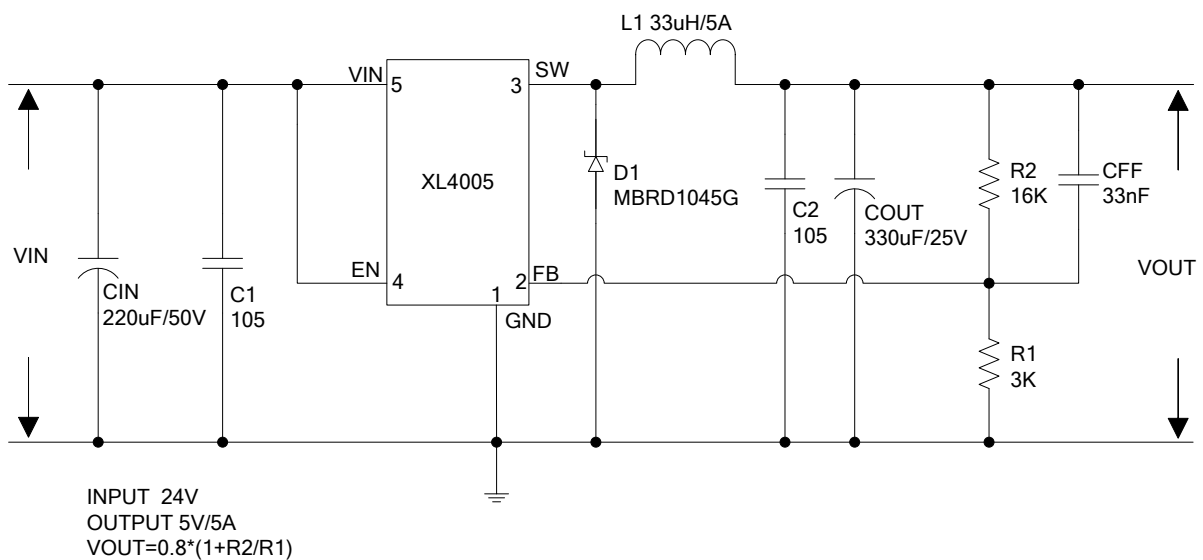 L1 33uH/5A
VIN
5
3
SW
XL4005
D1
MBRD1045G
C2
105
COUT
330uF/25V
R2
16K
CFF
33nF
VIN
CIN
220uF/50V
C1
105
EN
4
2
FB
1
GND
VOUT
R1
3K
INPUT 24V
OUTPUT 5V/5A
VOUT=0.8*(1+R2/R1)